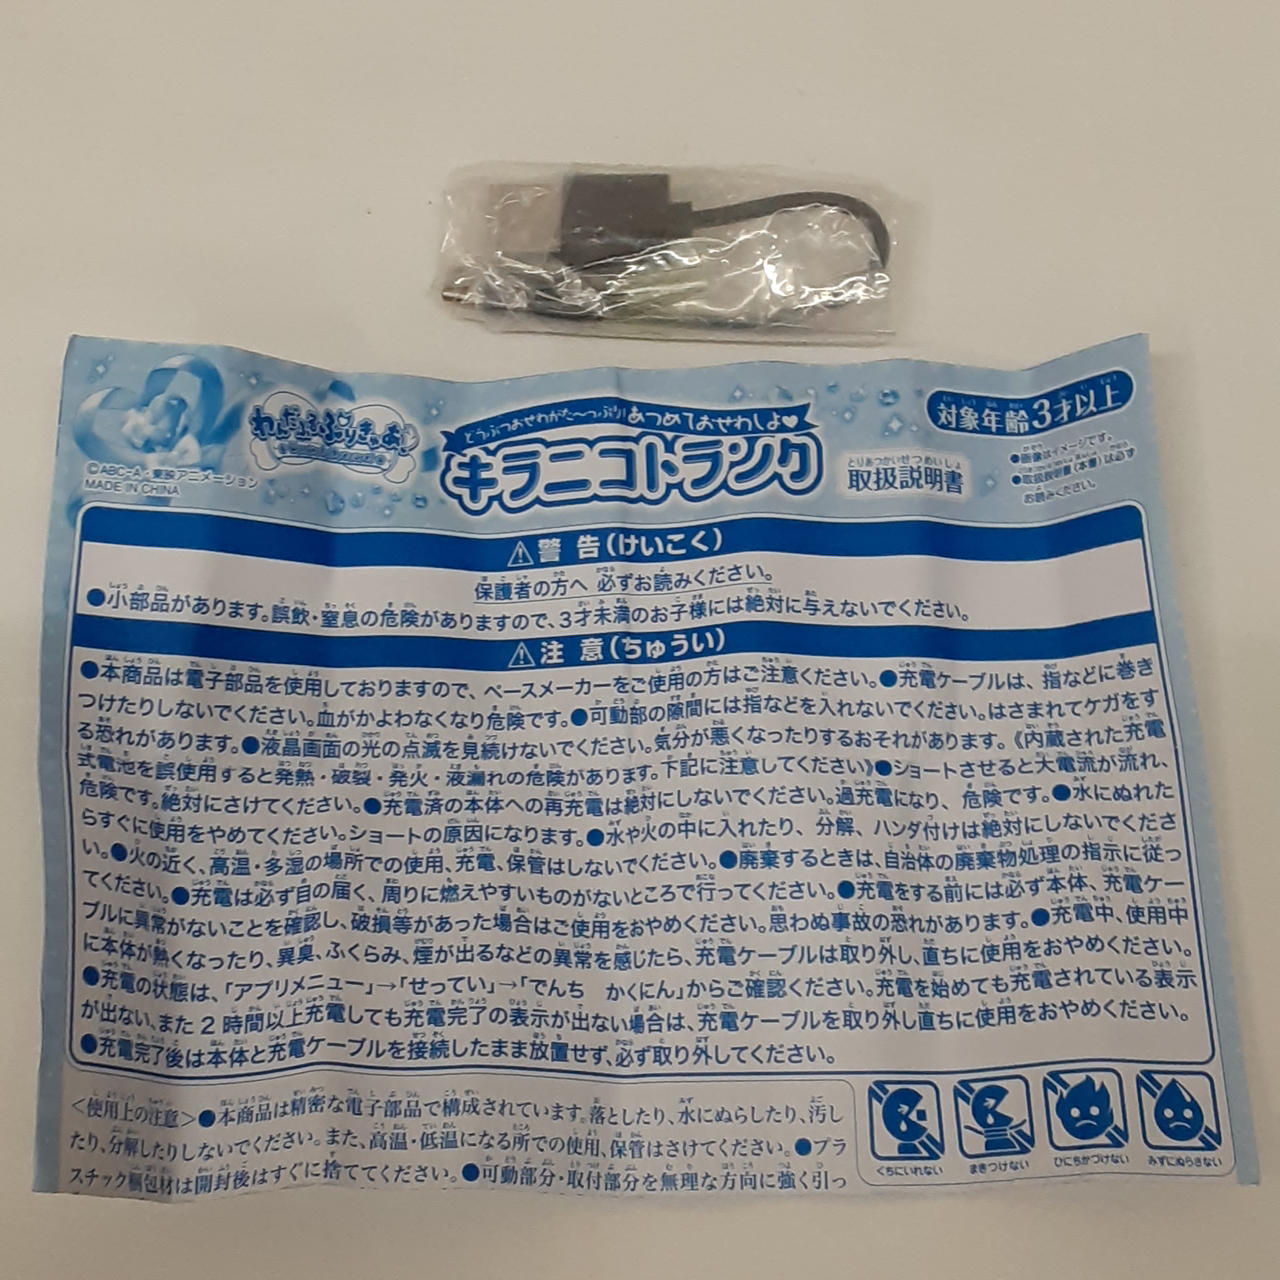 わんだふるぷりきゅあ!
©ABC-A・東映アニメーション
MADE IN CHINA
どうぶつおせわがた〜っぷり!あつめておせわしよ♥
キラニコトランク
取扱説明書
対象年齢3才以上
●画像はイメージです。
●取扱説明書(本書)は必ず
お読みください。
⚠警 告(けいこく)
保護者の方へ 必ずお読みください。
●小部品があります。誤飲・窒息の危険がありますので、3才未満のお子様には絶対に与えないでください。
⚠注 意(ちゅうい)
●本商品は電子部品を使用しておりますので、ペースメーカーをご使用の方はご注意ください。●充電ケーブルは、指などに巻き
つけたりしないでください。血がかよわなくなり危険です。●可動部の隙間には指などを入れないでください。はさまれてケガをす
る恐れがあります。●液晶画面の光の点滅を見続けないでください。気分が悪くなったりするおそれがあります。《内蔵された充電
式電池を誤使用すると発熱・破裂・発火・液漏れの危険があります。下記に注意してください》●ショートさせると大電流が流れ、
危険です。絶対にさけてください。●充電済の本体への再充電は絶対にしないでください。過充電になり、危険です。●水にぬれた
らすぐに使用をやめてください。ショートの原因になります。●水や火の中に入れたり、分解、ハンダ付けは絶対にしないでくださ
い。●火の近く、高温・多湿の場所での使用、充電、保管はしないでください。●廃棄するときは、自治体の廃棄物処理の指示に従っ
てください。●充電は必ず目の届く、周りに燃えやすいものがないところで行ってください。●充電をする前には必ず本体、充電ケー
ブルに異常がないことを確認し、破損等があった場合はご使用をおやめください。思わぬ事故の恐れがあります。●充電中、使用中
に本体が熱くなったり、異臭、ふくらみ、煙が出るなどの異常を感じたら、充電ケーブルは取り外し、直ちに使用をおやめください。
●充電の状態は、「アプリメニュー」→「せってい」→「でんち かくにん」からご確認ください。充電を始めても充電されている表示
が出ない、また2時間以上充電しても充電完了の表示が出ない場合は、充電ケーブルを取り外し直ちに使用をおやめください。
●充電完了後は本体と充電ケーブルを接続したまま放置せず、必ず取り外してください。
<使用上の注意>●本商品は精密な電子部品で構成されています。落としたり、水にぬらしたり、汚し
たり、分解したりしないでください。また、高温・低温になる所での使用、保管はさけてください。●プラ
スチック梱包材は開封後はすぐに捨ててください。●可動部分・取付部分を無理な方向に強く引っ
くちにいれない
まきつけない
ひにちかづけない
みずにぬらさない